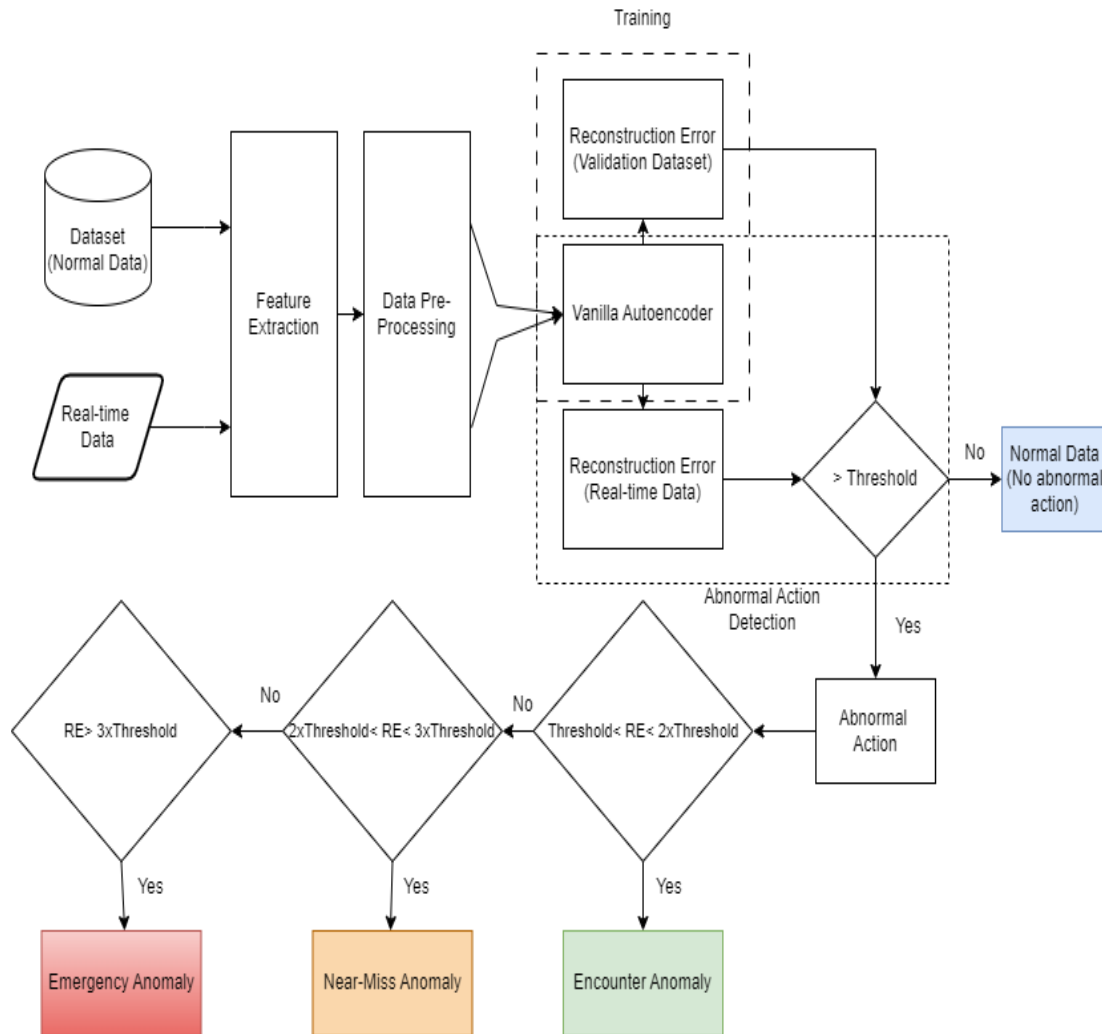 Training
Reconstruction Error
(Validation Dataset)
Dataset
(Normal Data)
Feature
Extraction
Data Pre-
Processing
Vanilla Autoencoder
Real-time
Data
Reconstruction Error
(Real-time Data)
> Threshold
No
Normal Data
(No abnormal
action)
Abnormal Action
Detection
Yes
Abnormal
Action
Threshold< RE< 2xThreshold
No
2xThreshold< RE< 3xThreshold
No
RE> 3xThreshold
Yes
Yes
Yes
Emergency Anomaly
Near-Miss Anomaly
Encounter Anomaly